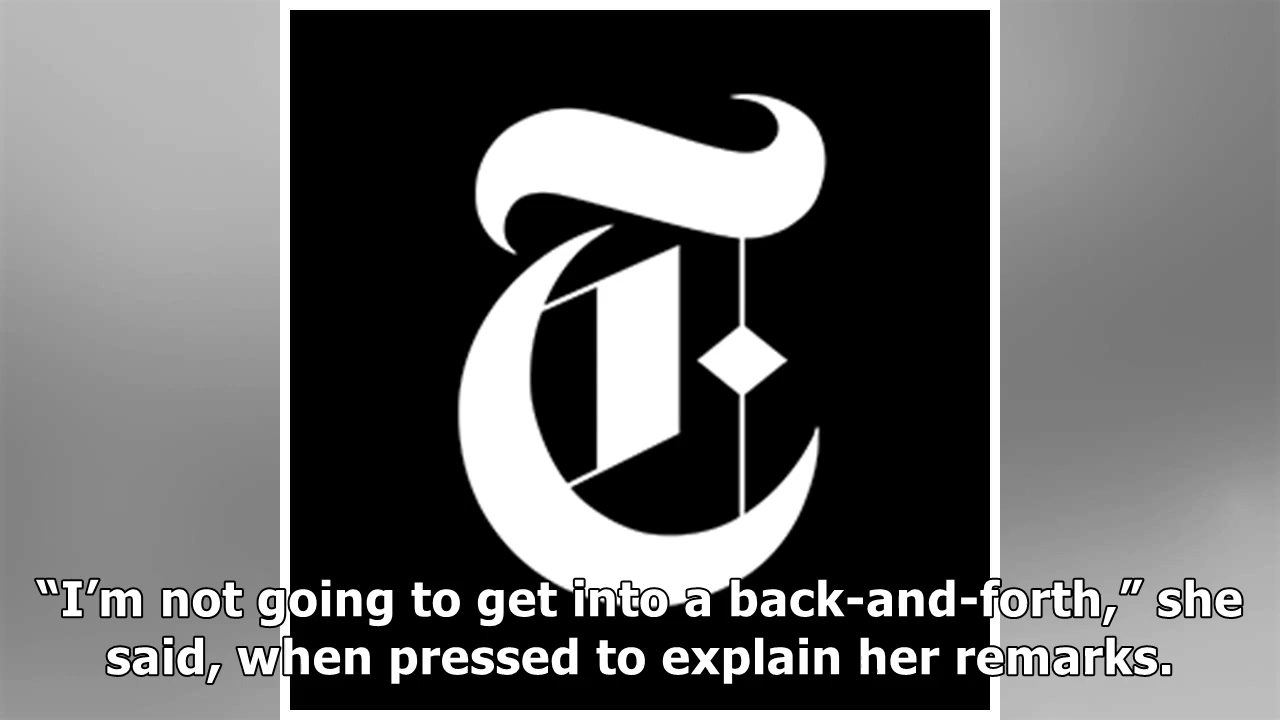 “I’m not going to get into a back-and-forth,” she
said, when pressed to explain her remarks.